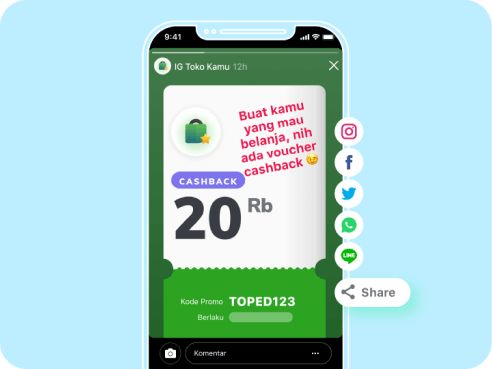 9:41
IG Toko Kamu 12h
Buat kamu
yang mau
belanja, nih
ada voucher
cashback
CASHBACK
20 Rb
Kode Promo TOPED123
Berlaku
LINE
Share
Komentar